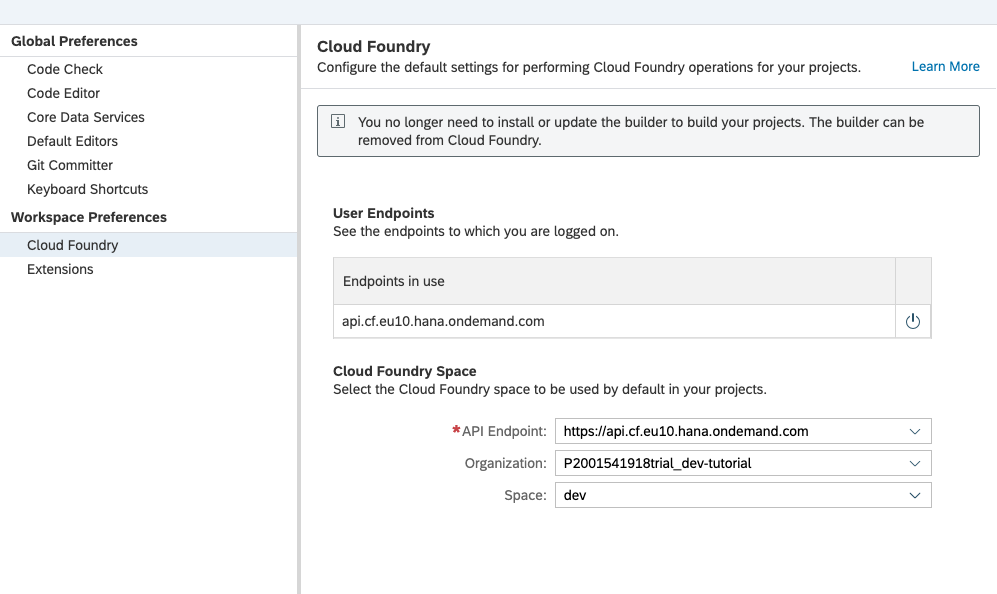 Global Preferences
Code Check
Code Editor
Core Data Services
Default Editors
Git Committer
Keyboard Shortcuts
Workspace Preferences
Cloud Foundry
Extensions
Cloud Foundry
Configure the default settings for performing Cloud Foundry operations for your projects.
Learn More
You no longer need to install or update the builder to build your projects. The builder can be
removed from Cloud Foundry.
User Endpoints
See the endpoints to which you are logged on.
Endpoints in use
api.cf.eu10.hana.ondemand.com
Cloud Foundry Space
Select the Cloud Foundry space to be used by default in your projects.
*API Endpoint: https://api.cf.eu10.hana.ondemand.com
Organization: P2001541918trial_dev-tutorial
Space: dev